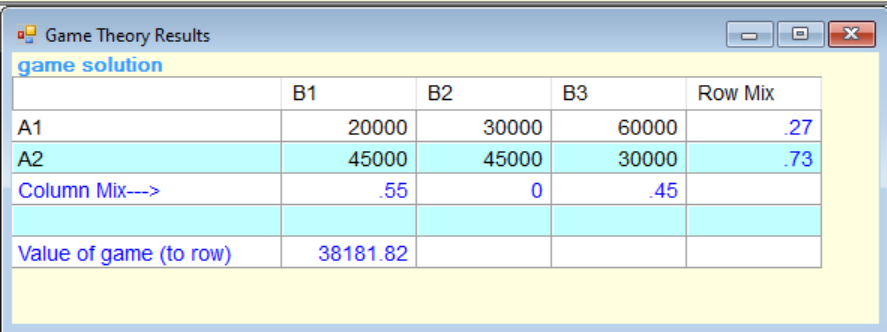 Game Theory Results
game solution
B1 B2 B3 Row Mix
A1 20000 30000 60000 .27
A2 45000 45000 30000 .73
Column Mix---> .55 0 .45
Value of game (to row) 38181.82